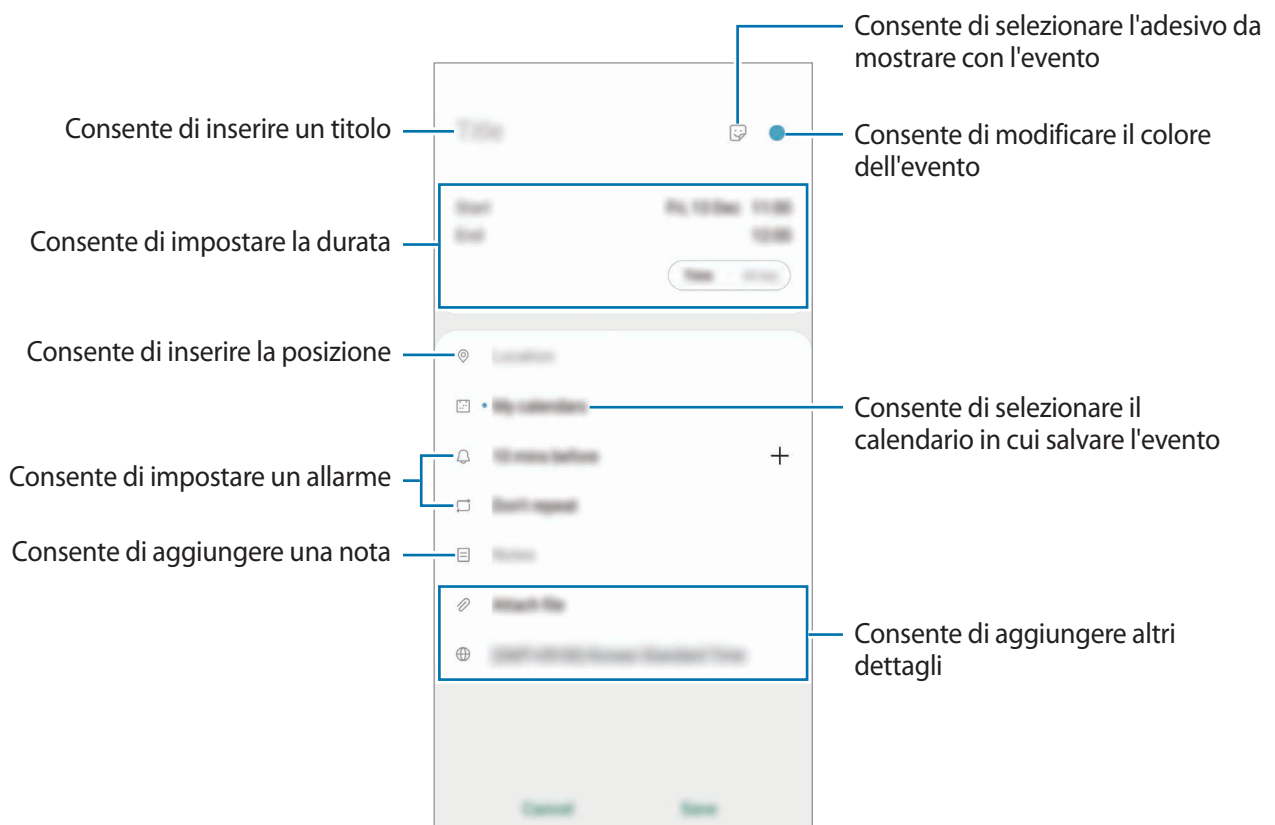 Consente di selezionare l'adesivo da
mostrare con l'evento
Consente di inserire un titolo
Title
Consente di modificare il colore
dell'evento
Start
Fri, 13 Dec 11:00
End
12:00
Consente di impostare la durata
Time
All day
Consente di inserire la posizione
Location
My calendars
Consente di selezionare il
calendario in cui salvare l'evento
10 mins before
Consente di impostare un allarme
Don't repeat
Consente di aggiungere una nota
Notes
Attach file
Consente di aggiungere altri
dettagli
Cancel
Save